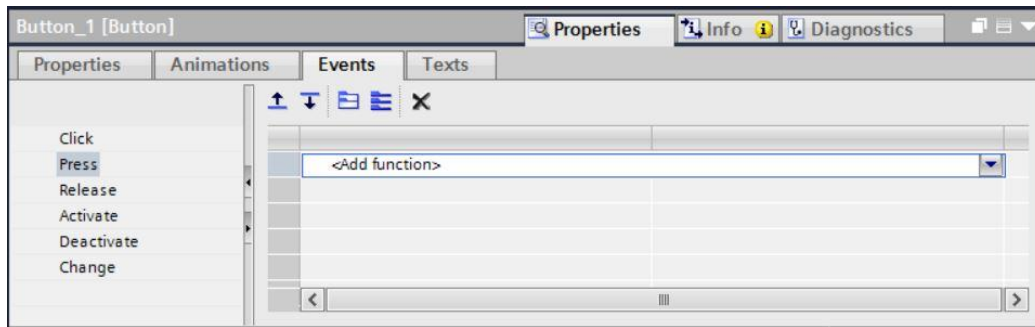 Button_1 [Button]
Properties
Info
Diagnostics
Properties
Animations
Events
Texts
Click
Press
Release
Activate
Deactivate
Change
<Add function>